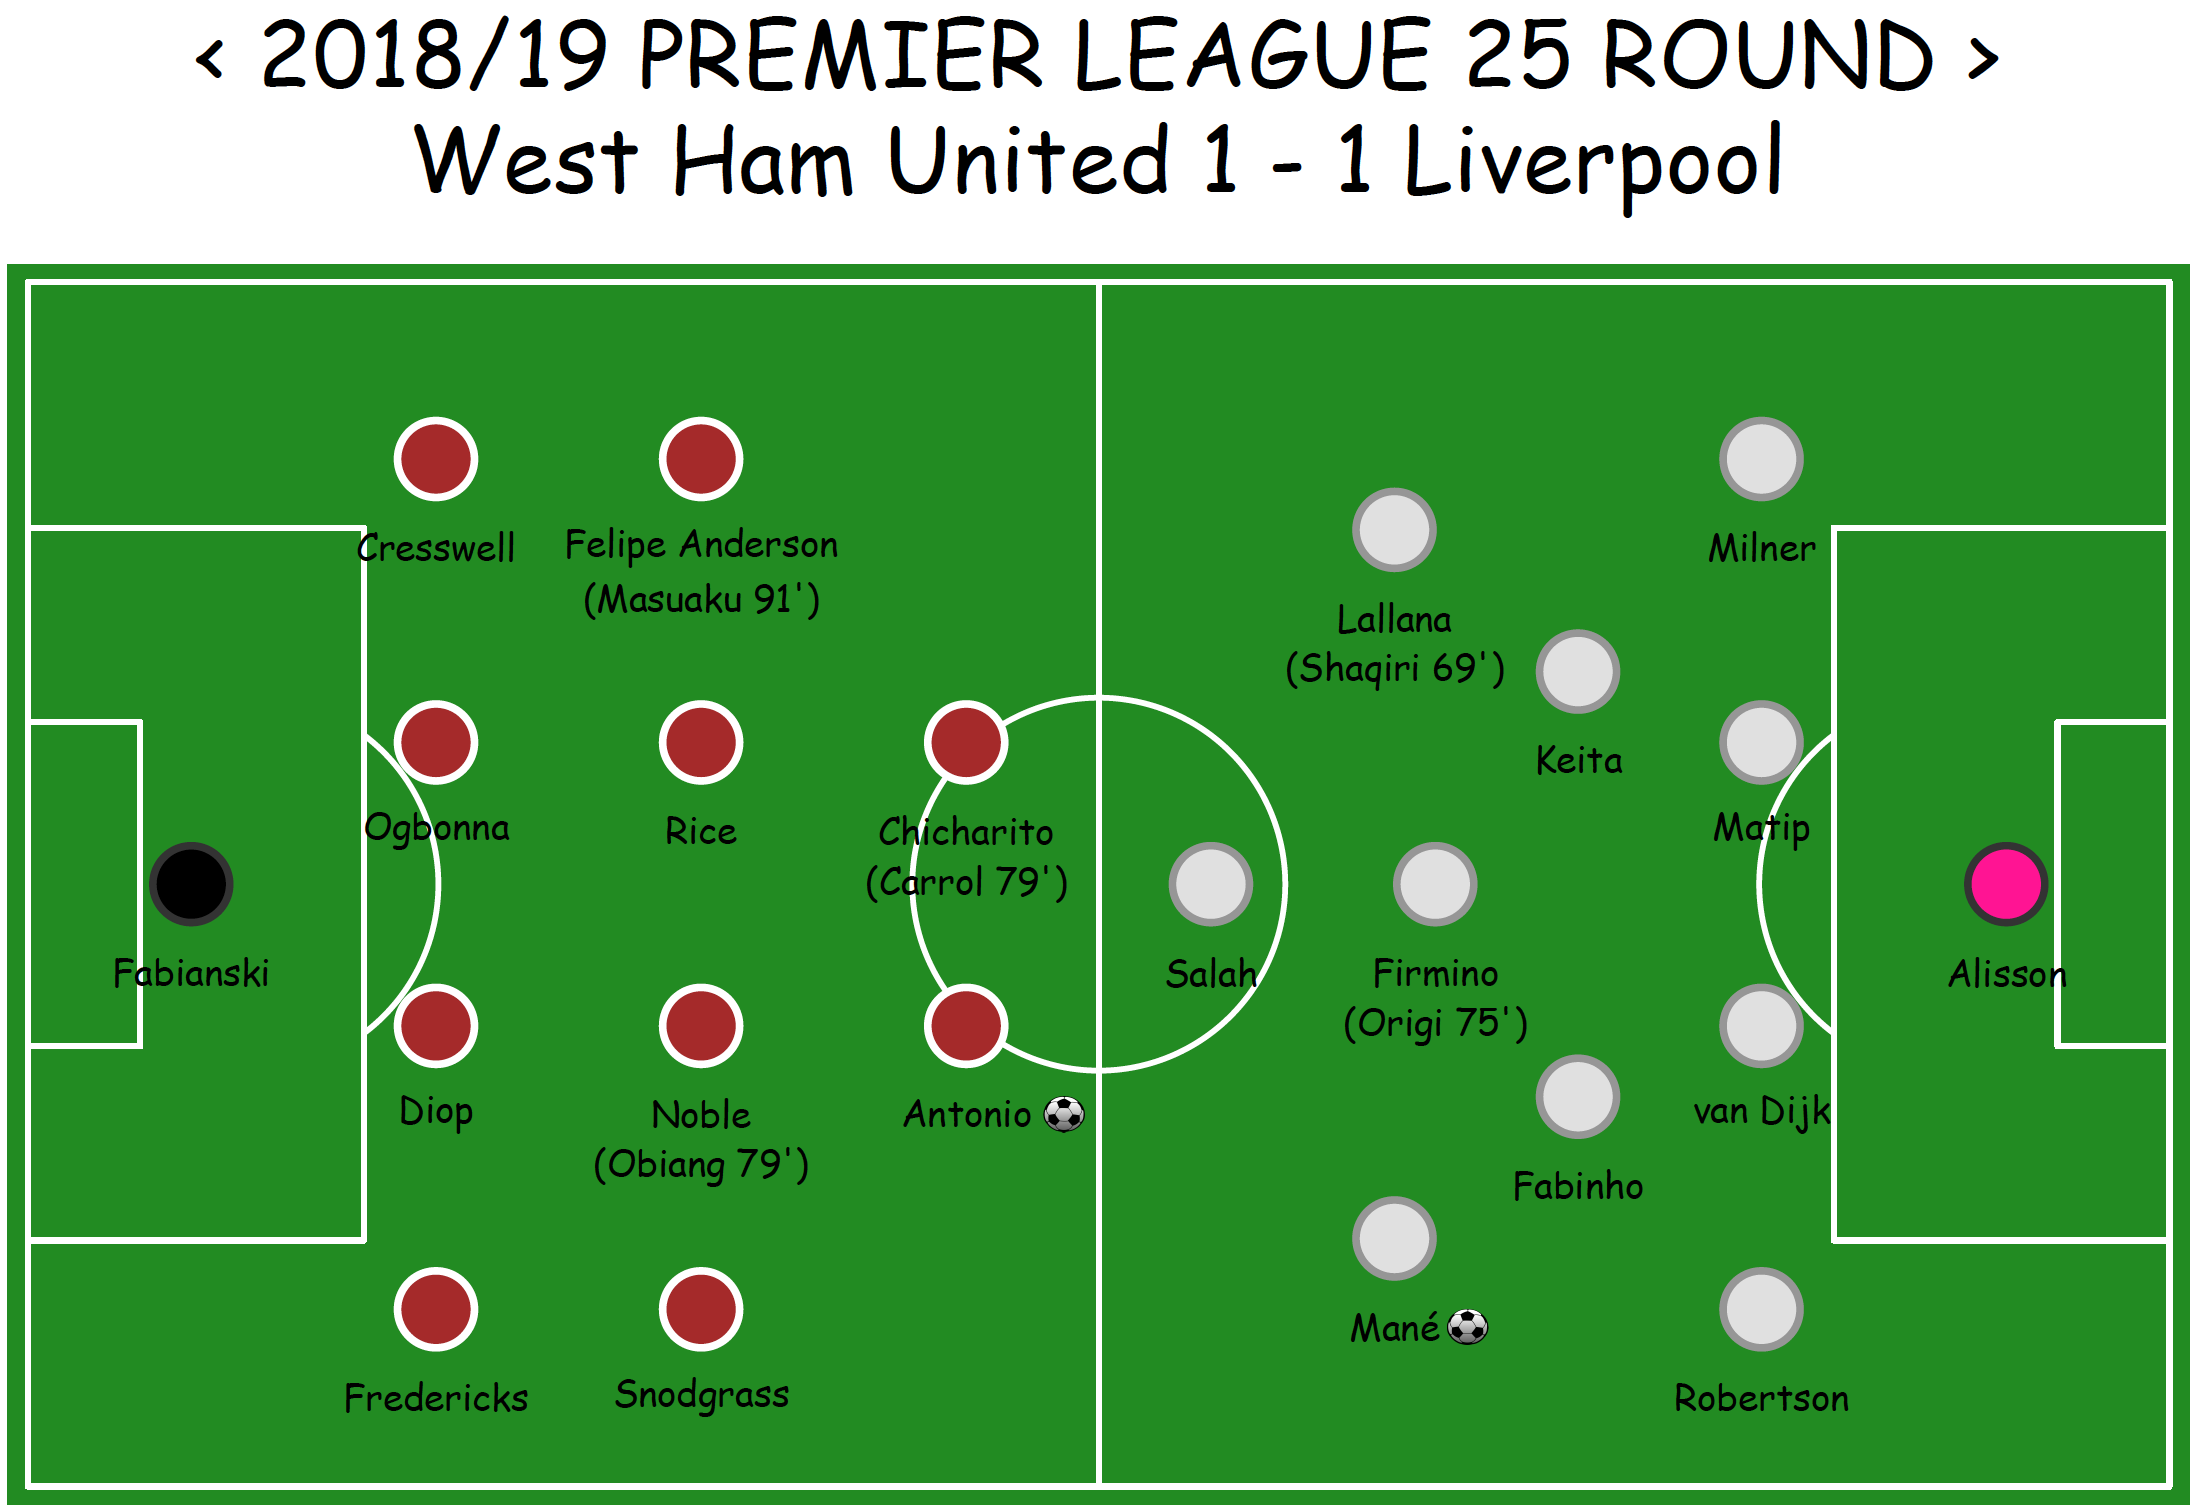 < 2018/19 PREMIER LEAGUE 25 ROUND >
West Ham United 1 - 1 Liverpool
Cresswell
Felipe Anderson
(Masuaku 91')
Ogbonna
Rice
Chicharito
(Carrol 79')
Fabianski
Diop
Noble
(Obiang 79')
Antonio
Fredericks
Snodgrass
Milner
Lallana
(Shaqiri 69')
Keita
Matip
Salah
Firmino
(Origi 75')
Alisson
van Dijk
Fabinho
Mané
Robertson